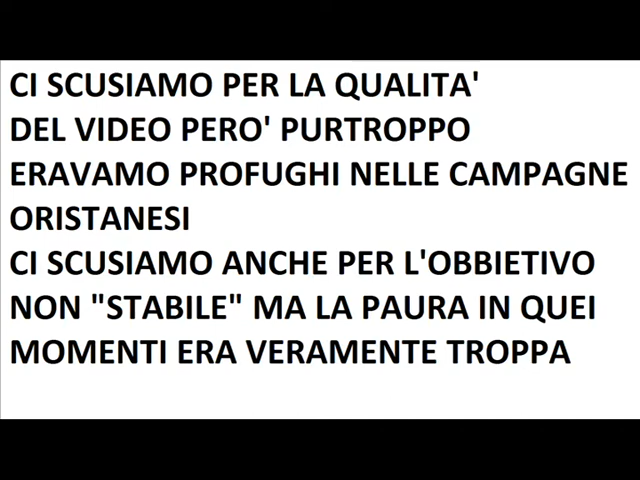 CI SCUSIAMO PER LA QUALITA'
DEL VIDEO PERO' PURTROPPO
ERAVAMO PROFUGHI NELLE CAMPAGNE
ORISTANESI
CI SCUSIAMO ANCHE PER L'OBBIETIVO
NON "STABILE" MA LA PAURA IN QUEI
MOMENTI ERA VERAMENTE TROPPA